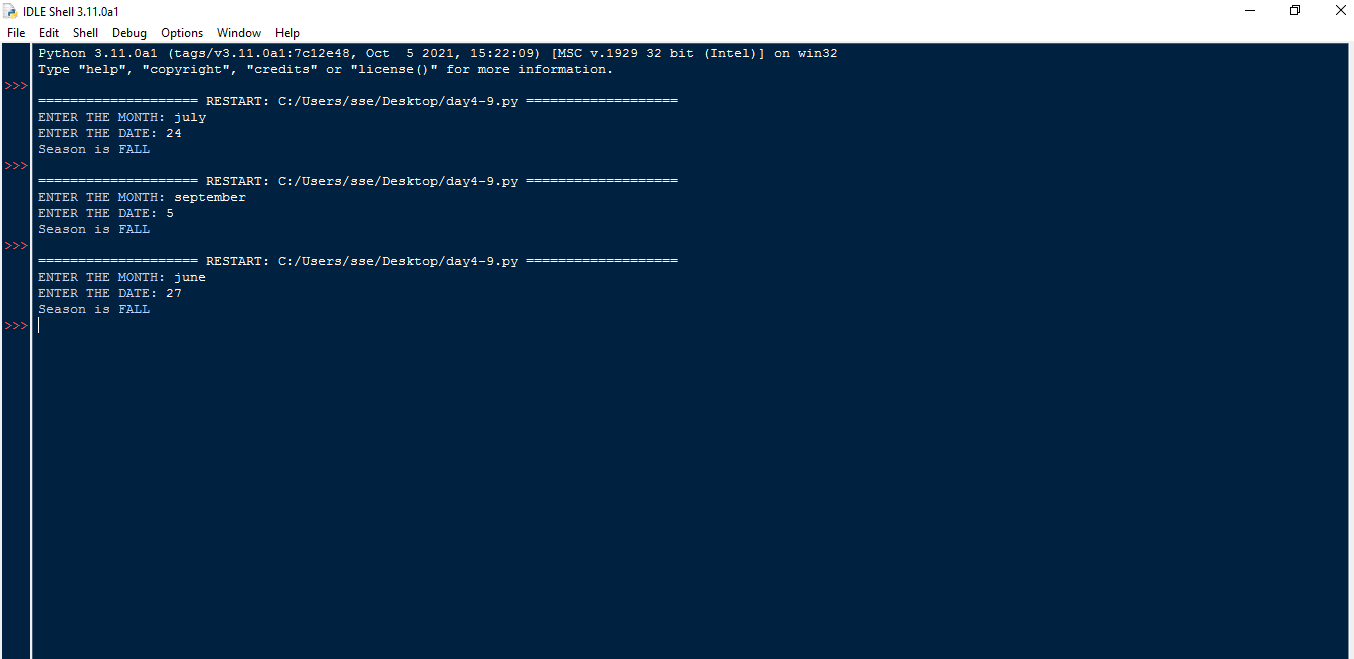 IDLE Shell 3.11.0a1
File Edit Shell Debug Options Window Help
Python 3.11.0a1 (tags/v3.11.0a1:7c12e48, Oct  5 2021, 15:22:09) [MSC v.1929 32 bit (Intel)] on win32
Type "help", "copyright", "credits" or "license()" for more information.
>>>
==================== RESTART: C:/Users/sse/Desktop/day4-9.py ===================
ENTER THE MONTH: july
ENTER THE DATE: 24
Season is FALL
>>>
==================== RESTART: C:/Users/sse/Desktop/day4-9.py ===================
ENTER THE MONTH: september
ENTER THE DATE: 5
Season is FALL
>>>
==================== RESTART: C:/Users/sse/Desktop/day4-9.py ===================
ENTER THE MONTH: june
ENTER THE DATE: 27
Season is FALL
>>>